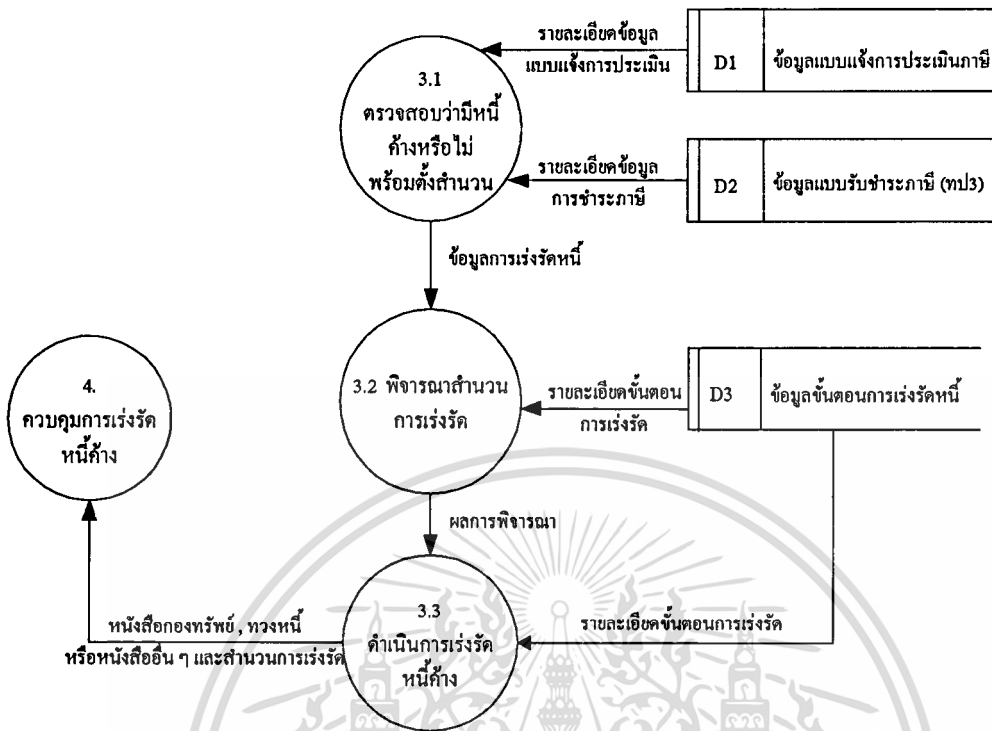 รายละเอียดข้อมูล
แบบแจ้งการประเมิน
D1
ข้อมูลแบบแจ้งการประเมินภาษี
3.1
ตรวจสอบว่ามีหนี้
ค้างหรือไม่
พร้อมตั้งสำนวน
รายละเอียดข้อมูล
การชำระภาษี
D2
ข้อมูลแบบรับชำระภาษี (ทป3)
ข้อมูลการเร่งรัดหนี้
3.2 พิจารณาสำนวน
การเร่งรัด
รายละเอียดขั้นตอน
การเร่งรัด
D3
ข้อมูลขั้นตอนการเร่งรัดหนี้
4.
ควบคุมการเร่งรัด
หนี้ค้าง
ผลการพิจารณา
3.3
ดำเนินการเร่งรัด
หนี้ค้าง
รายละเอียดขั้นตอนการเร่งรัด
หนังสือกองทรัพย์ , ทวงหนี้
หรือหนังสืออื่น ๆ และสำนวนการเร่งรัด